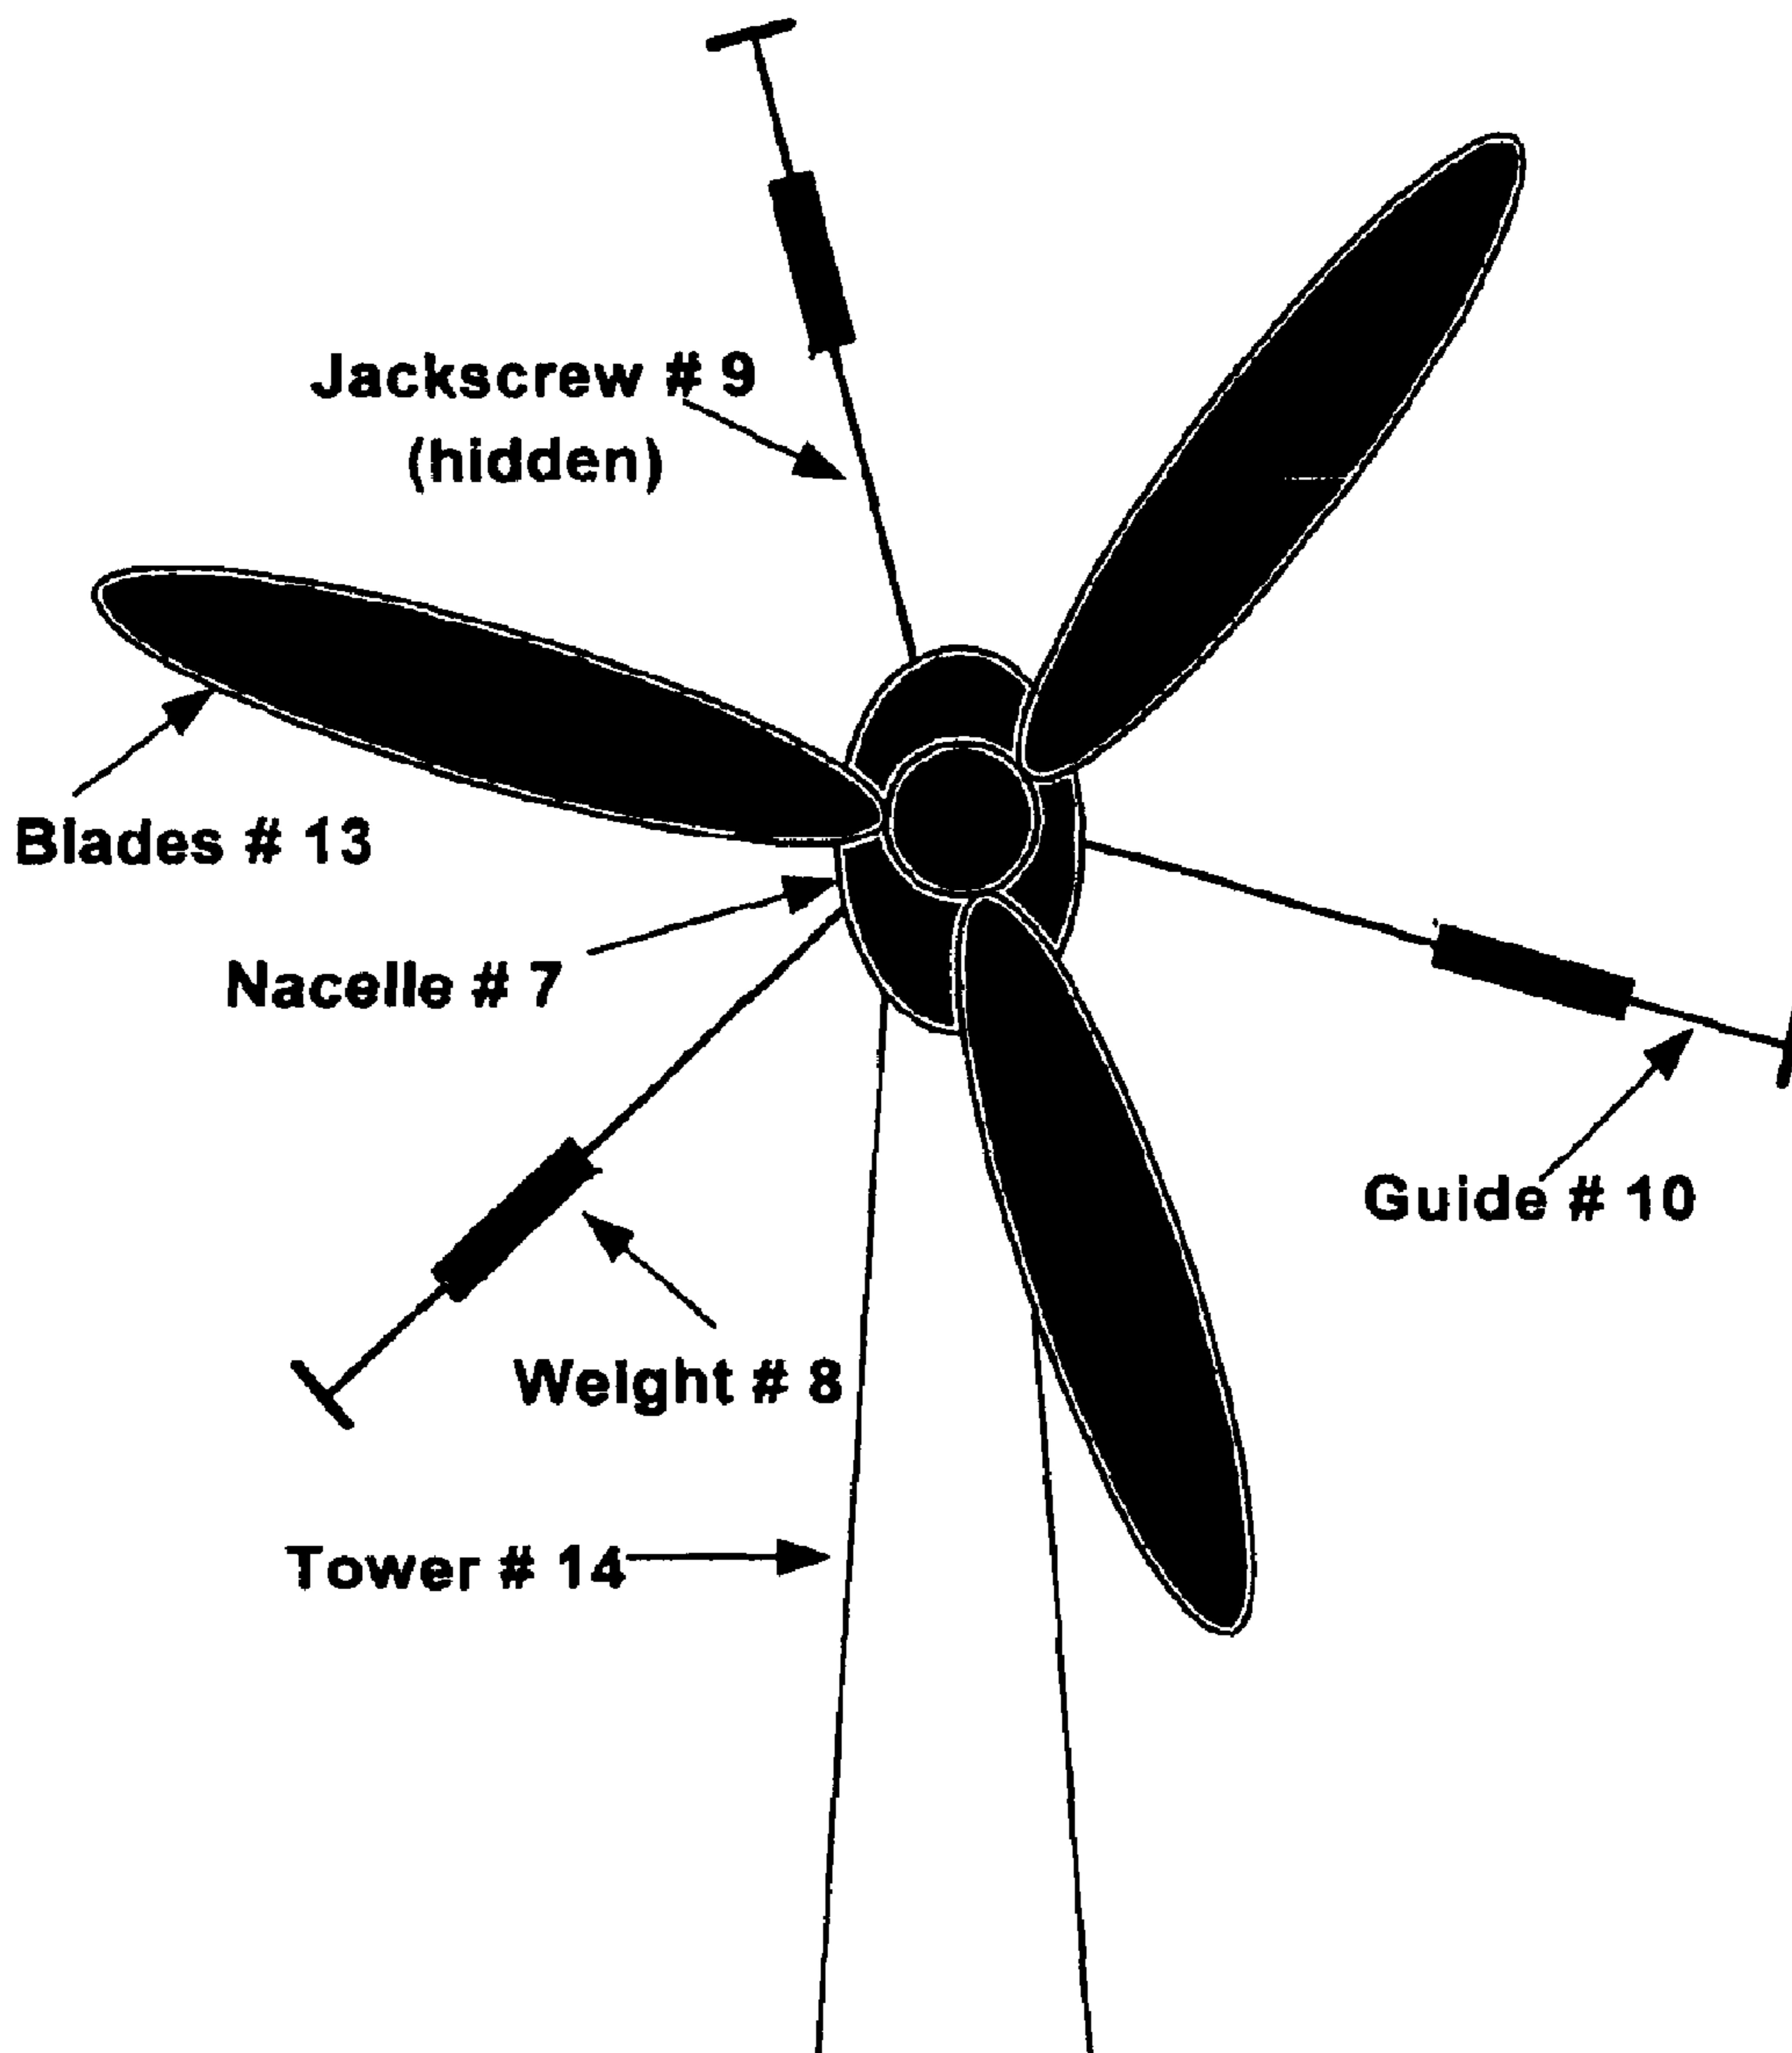 Jackscrew # 9
(hidden)
Blades # 13
Nacelle # 7
Guide # 10
Weight # 8
Tower # 14